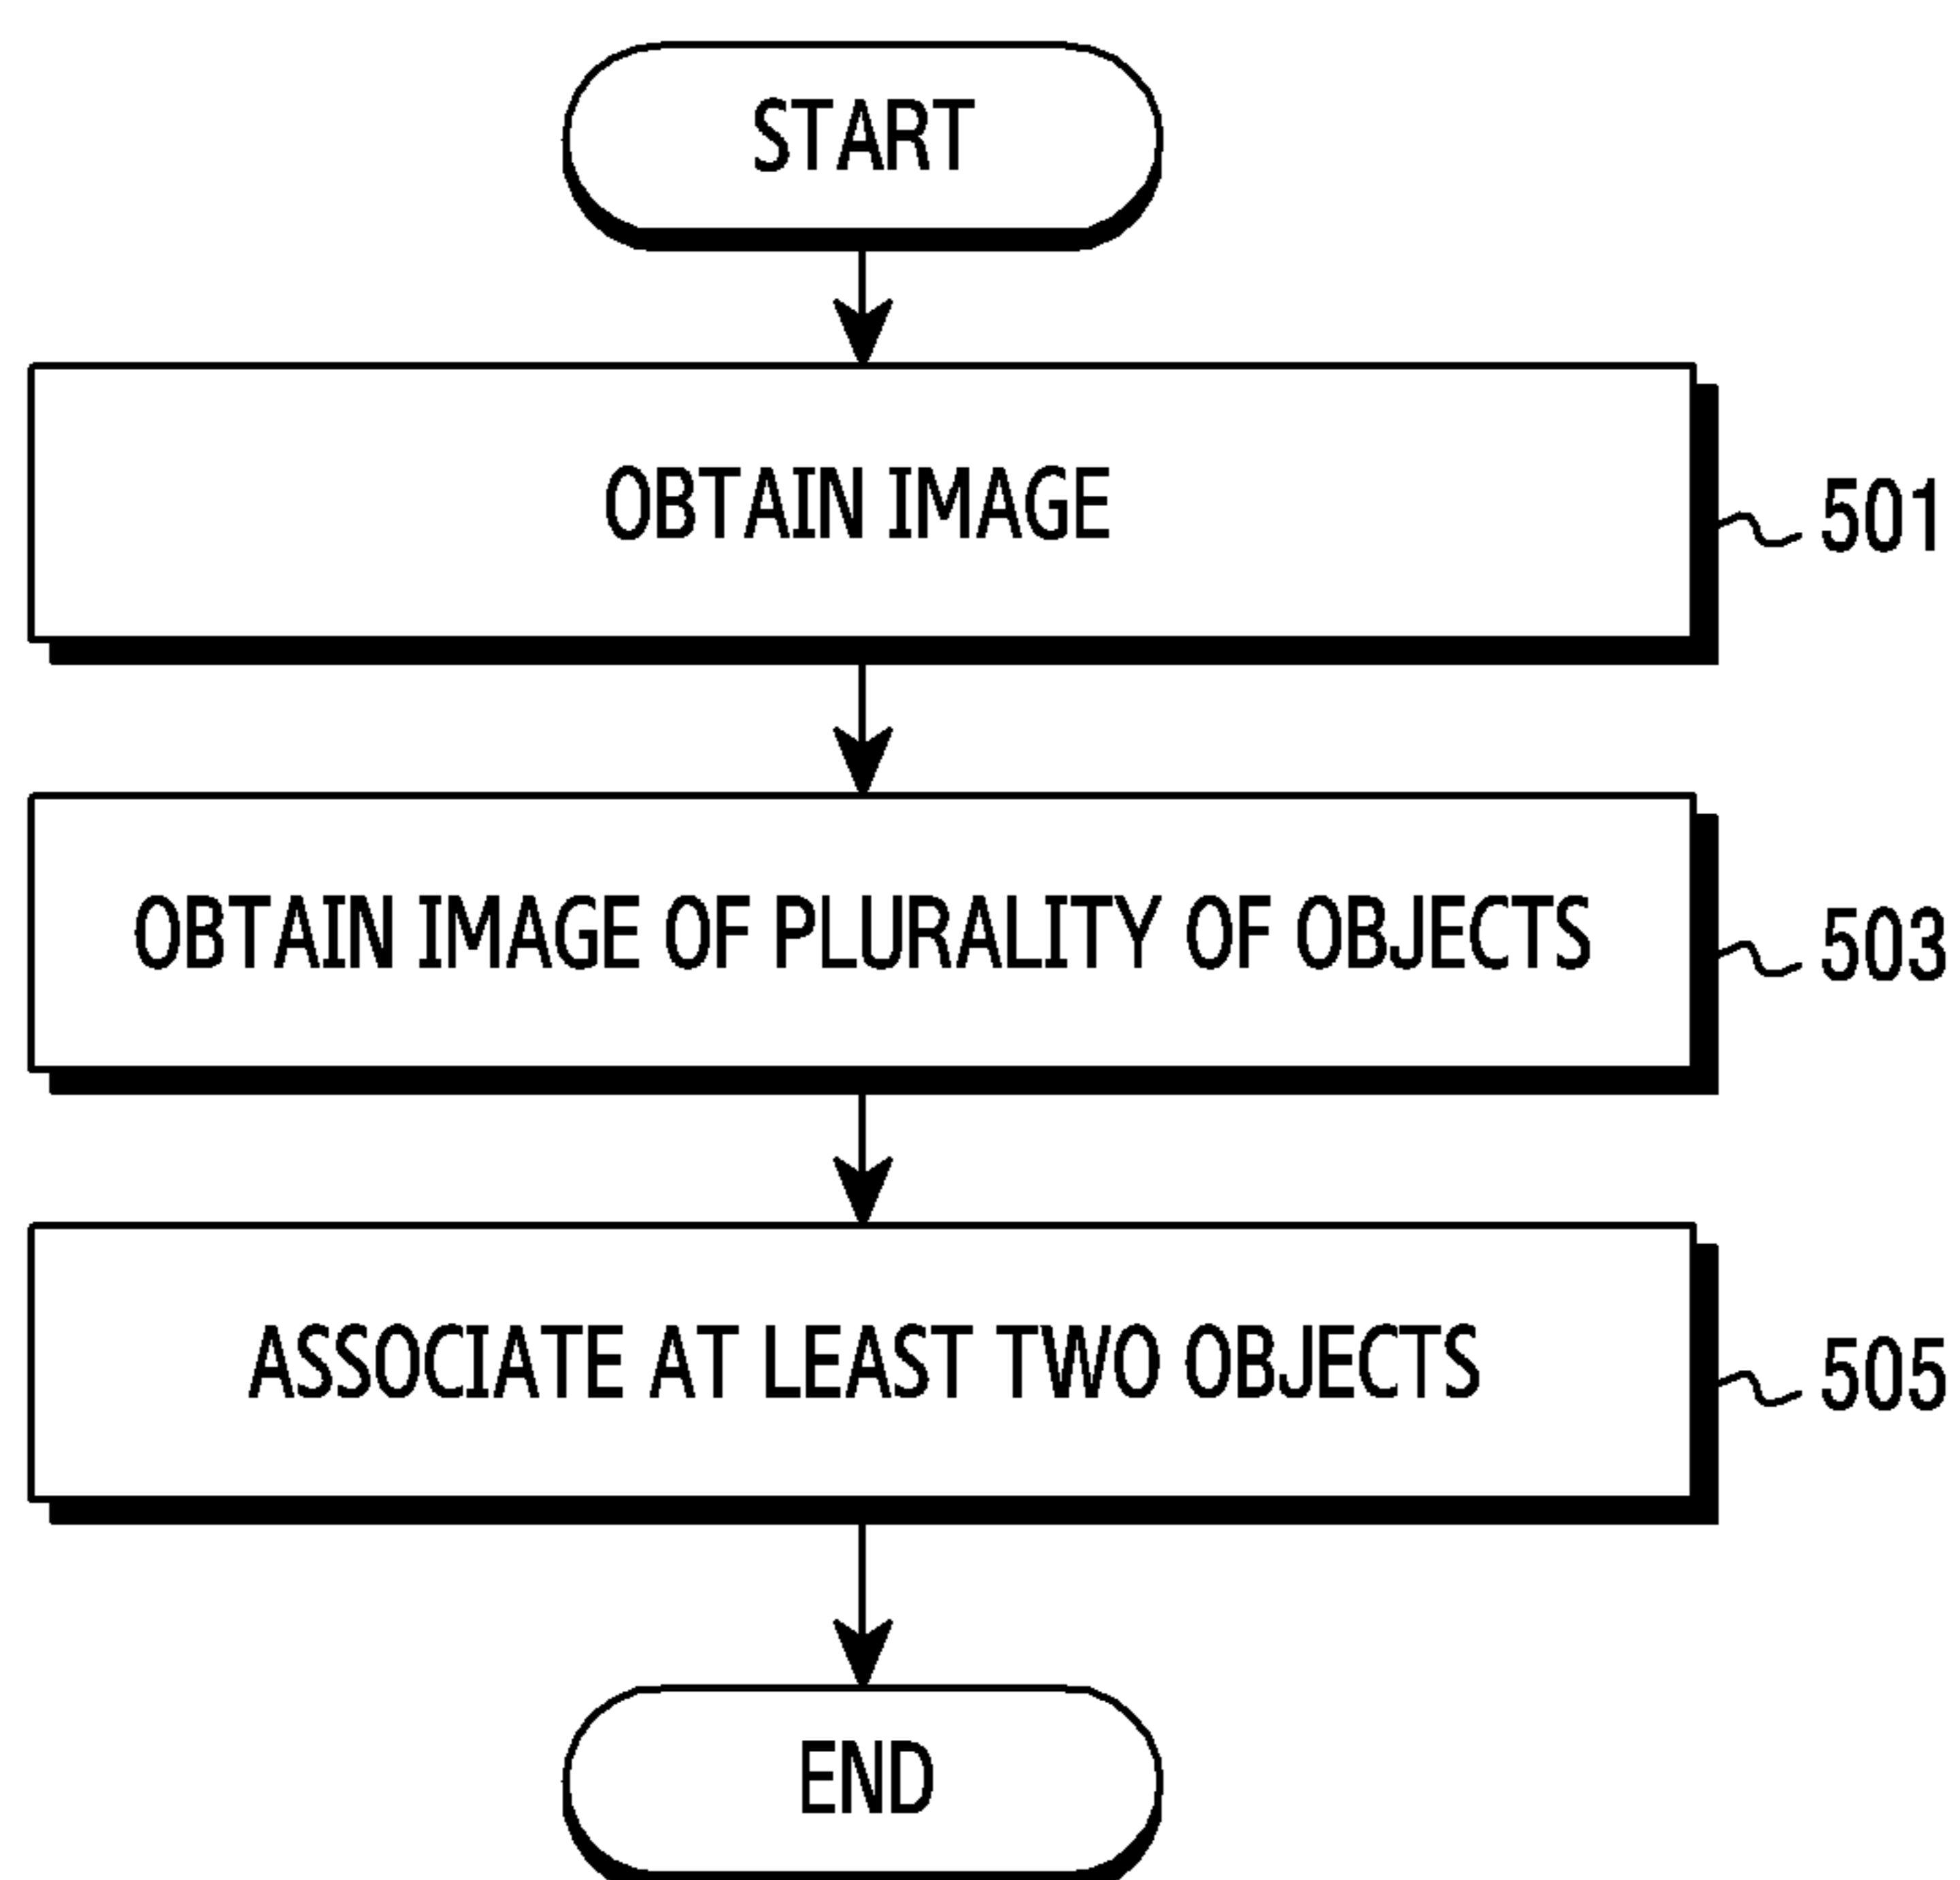 START
OBTAIN IMAGE
501
OBTAIN IMAGE OF PLURALITY OF OBJECTS
503
ASSOCIATE AT LEAST TWO OBJECTS
505
END